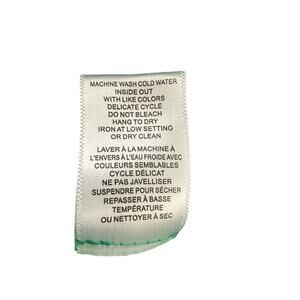 MACHINE WASH COLD WATER
INSIDE OUT
WITH LIKE COLORS
DELICATE CYCLE
DO NOT BLEACH
HANG TO DRY
IRON AT LOW SETTING
OR DRY CLEAN
LAVER À LA MACHINE À
L'ENVERS À L'EAU FROIDE AVEC
COULEURS SEMBLABLES
CYCLE DÉLICAT
NE PAS JAVELLISER
SUSPENDRE POUR SÉCHER
REPASSER À BASSE
TEMPÉRATURE
OU NETTOYER À SEC